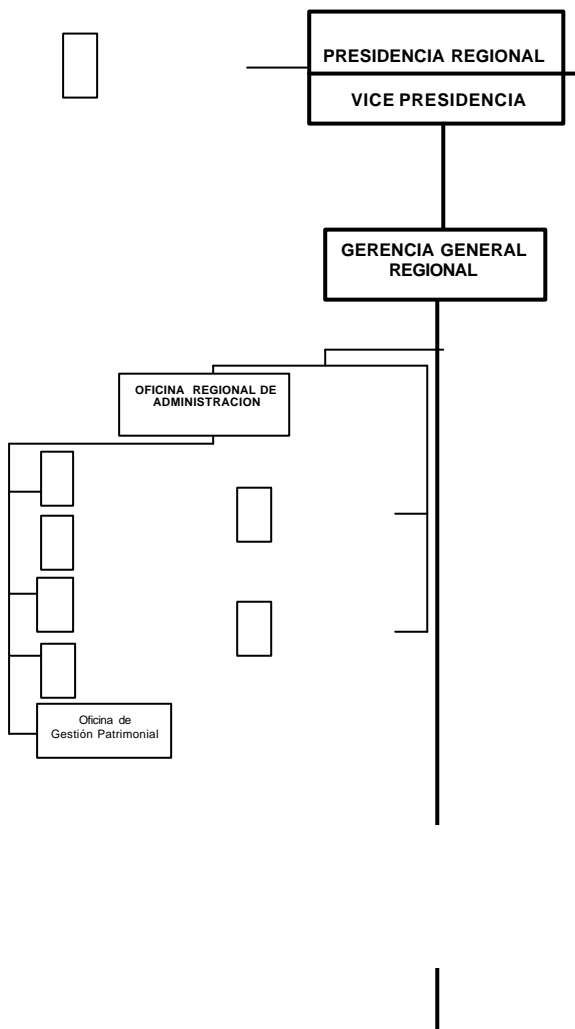 PRESIDENCIA REGIONAL
VICE PRESIDENCIA
GERENCIA GENERAL
REGIONAL
OFICINA REGIONAL DE
ADMINISTRACION
Oficina de
Gestión Patrimonial